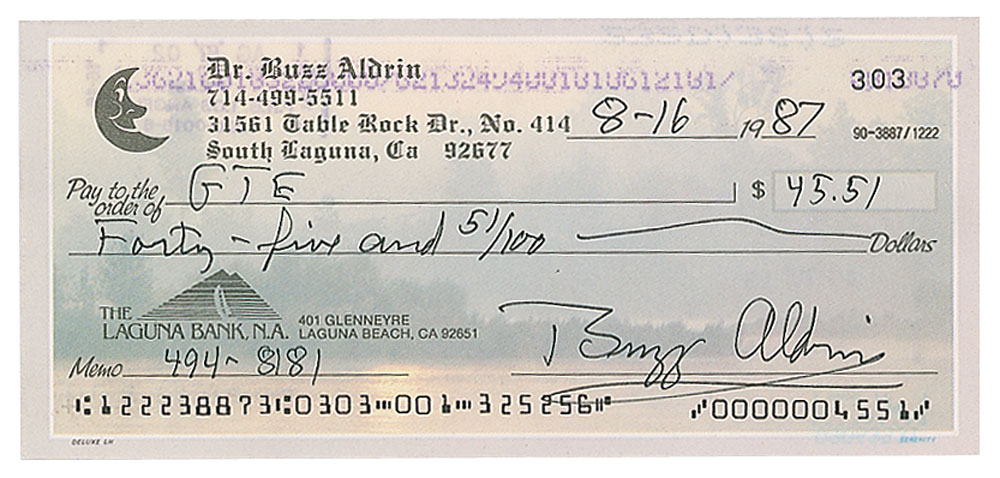 Dr. Buzz Aldrin
303
714-499-5511
31561 Table Rock Dr., No. 414
8-16 1987
90-3887/1222
South Laguna, Ca 92677
Pay to the order of GTE $ 45.51
Forty-five and 51/100 Dollars
THE
LAGUNA BANK, N.A.
401 GLENNEYRE
LAGUNA BEACH, CA 92651
Buzz Aldrin
Memo 494-8181
⑆122238873⑆0303⑈001⑈325256⑈ ⑇0000004551⑇
DELUXE LH
SERENITY